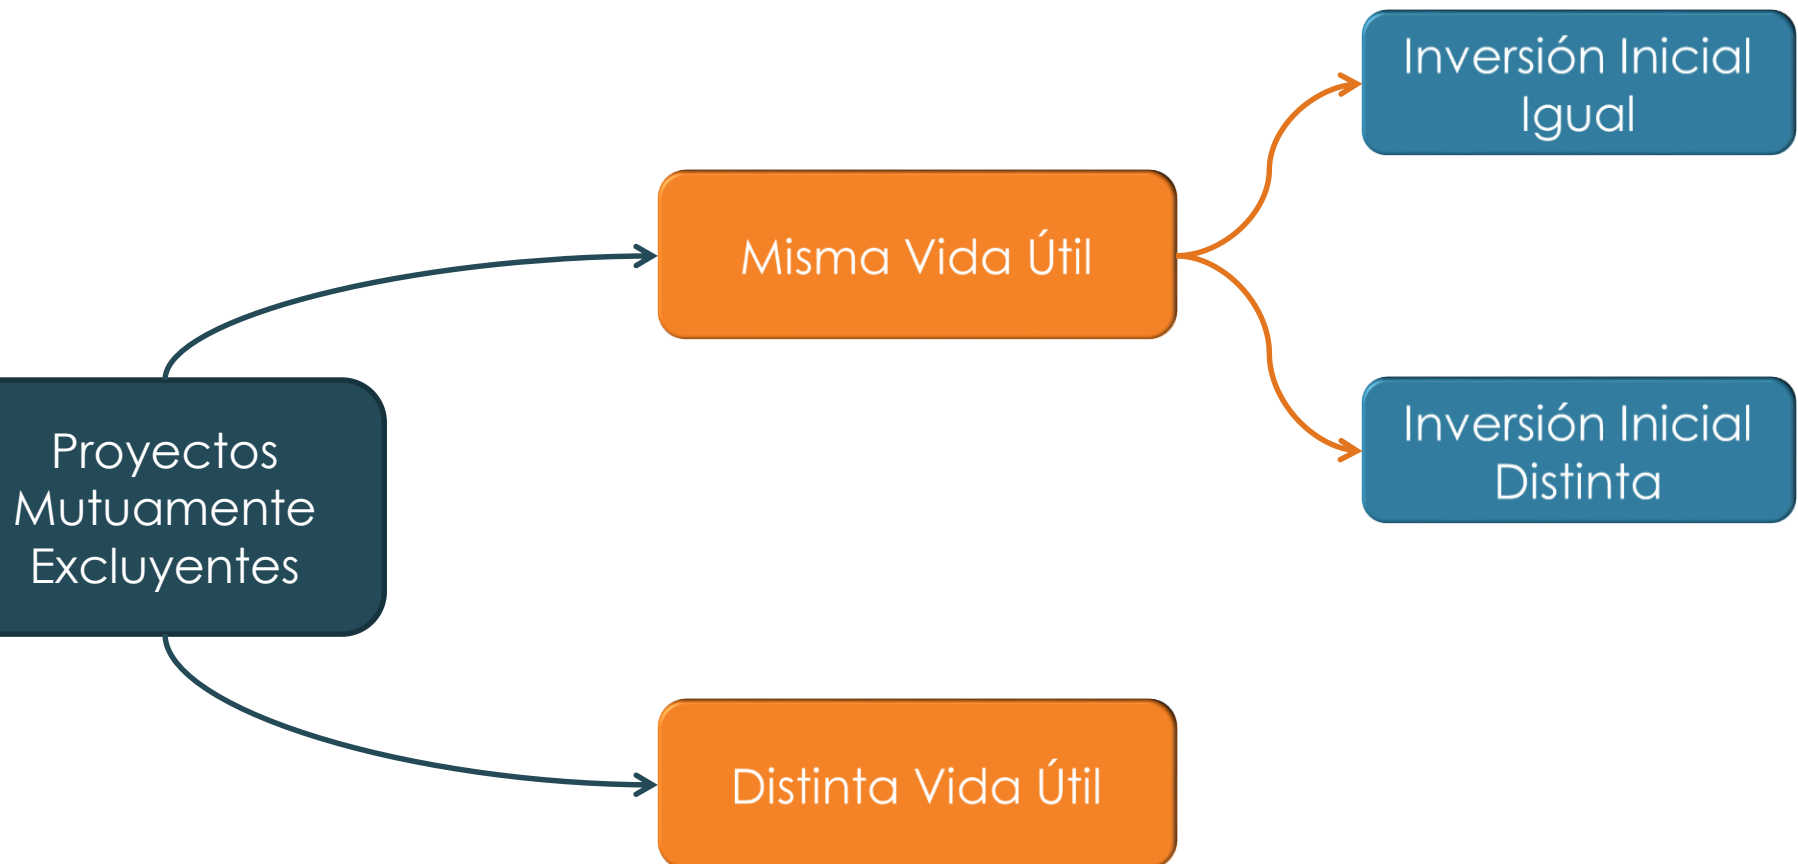 Inversión Inicial
Igual
Misma Vida Útil
Inversión Inicial
Distinta
Proyectos
Mutuamente
Excluyentes
Distinta Vida Útil